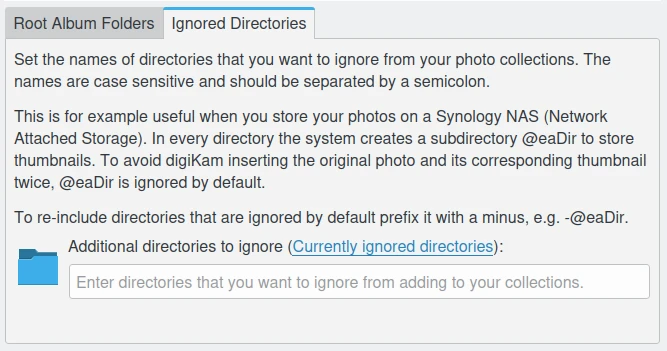 Root Album Folders
Ignored Directories
Set the names of directories that you want to ignore from your photo collections. The
names are case sensitive and should be separated by a semicolon.
This is for example useful when you store your photos on a Synology NAS (Network
Attached Storage). In every directory the system creates a subdirectory @eaDir to store
thumbnails. To avoid digiKam inserting the original photo and its corresponding thumbnail
twice, @eaDir is ignored by default.
To re-include directories that are ignored by default prefix it with a minus, e.g. -@eaDir.
Additional directories to ignore (Currently ignored directories):
Enter directories that you want to ignore from adding to your collections.